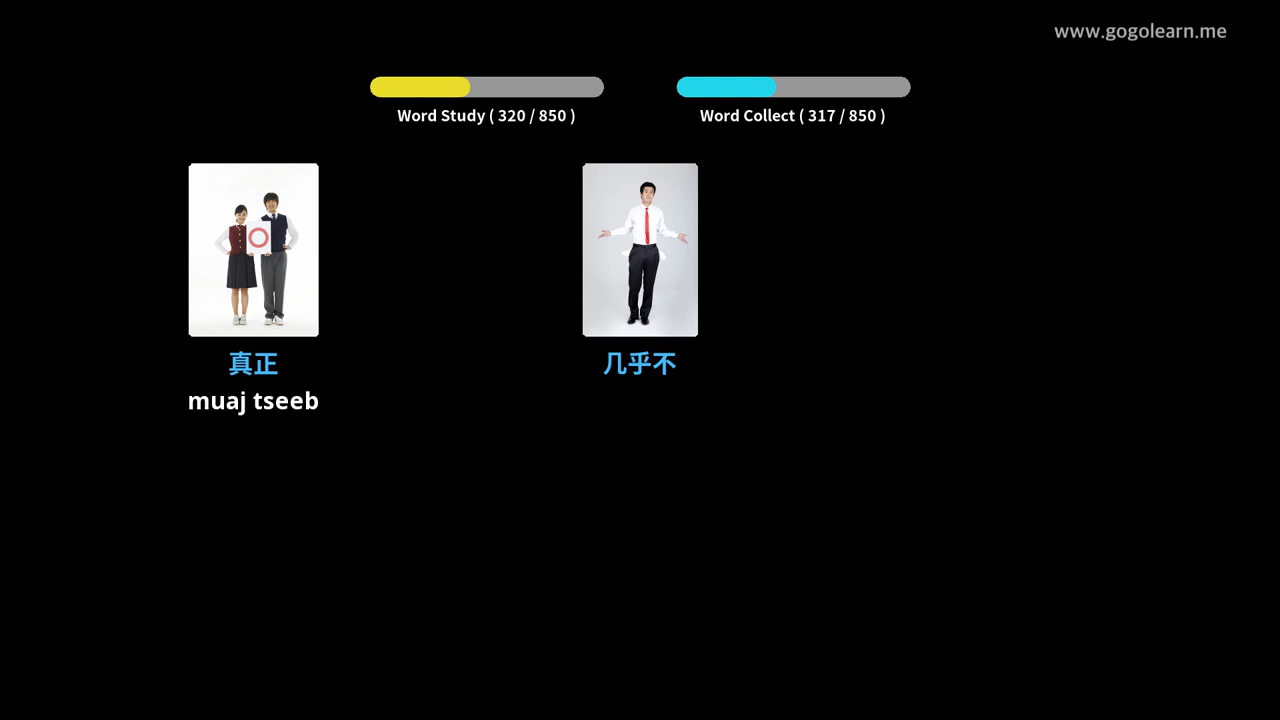 www.gogolearn.me
Word Study ( 320 / 850 )
Word Collect ( 317 / 850 )
真正
muaj tseeb
几乎不